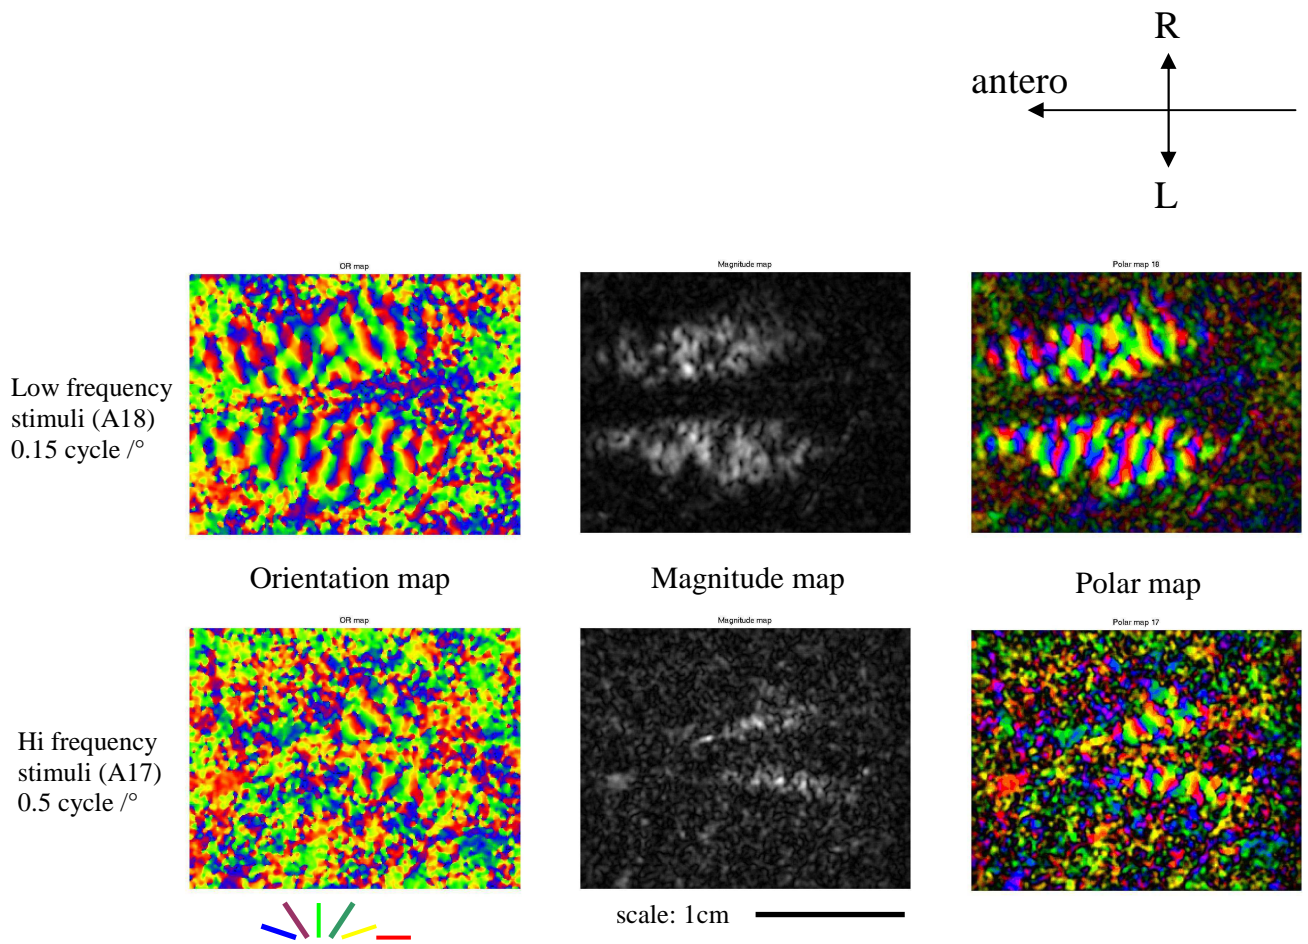 R
antero
L
OR map
Magnitude map
Polar map 18
Low frequency
stimuli (A18)
0.15 cycle /°
Orientation map
Magnitude map
Polar map
OR map
Magnitude map
Polar map 17
Hi frequency
stimuli (A17)
0.5 cycle /°
scale: 1cm